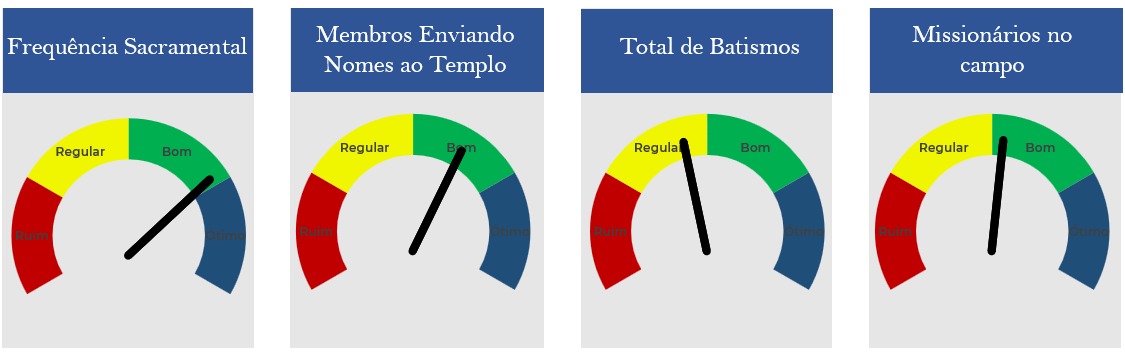 Frequência Sacramental
Regular
Bom
Ruim
Ótimo
Membros Enviando
Nomes ao Templo
Regular
Bom
Ruim
Ótimo
Total de Batismos
Regular
Bom
Ruim
Ótimo
Missionários no
campo
Regular
Bom
Ruim
Ótimo